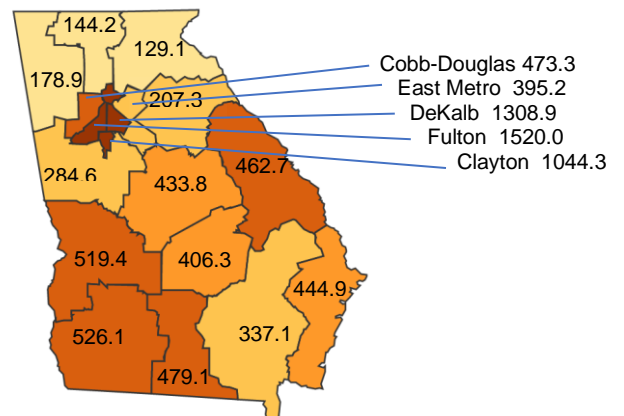 144.2
129.1
178.9
207.3
Cobb-Douglas 473.3
East Metro 395.2
DeKalb 1308.9
Fulton 1520.0
Clayton 1044.3
284.6
433.8
462.7
519.4
406.3
444.9
526.1
337.1
479.1